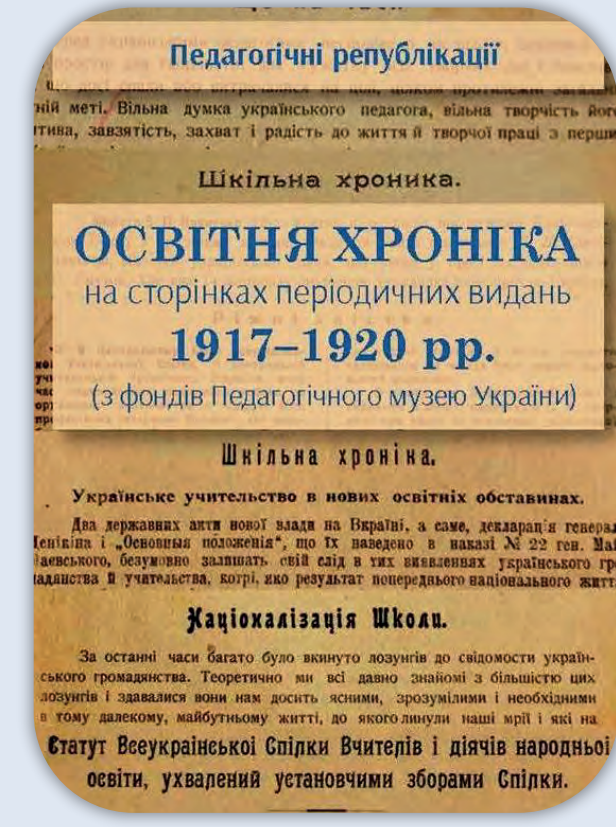 Педагогічні републікації
ній меті. Вільна думка українського педагога, вільна творчість його
тива, завзятість, захват і радість до життя й творчої праці з перши
Шкільна хроника.
ОСВІТНЯ ХРОНІКА
на сторінках періодичних видань
1917–1920 рр.
(з фондів Педагогічного музею України)
Шкільна хроніка.
Українське учительство в нових освітніх обставинах.
Два державних акти нової влади на Вкраїні, а саме, декларація генерал
Денікіна і „Основныя положенія“, що їх наведено в наказі № 22 ген. Май
аевського, безумовно залишать свій слід в тих виявленнях українського гро
мадянства й учительства, котрі, яко результат попереднього національного житт
Націоналізація Школи.
За останні часи багато було вкинуто лозунгів до свідомости україн-
ського громадянства. Теоретично ми всі давно знайомі з більшістю цих
лозунгів і здавалися вони нам досить ясними, зрозумілими і необхідними
в тому далекому, майбутньому житті, до якого линули наші мрії і які на
Статут Всеукраїнської Спілки Вчителів і діячів народньої
освіти, ухвалений установчими зборами Спілки.